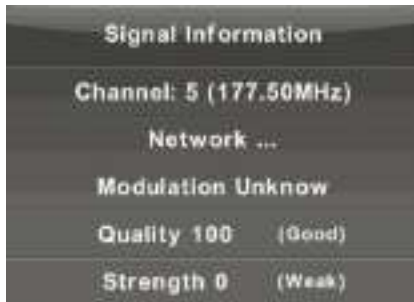 Signal Information
Channel: 5 (177.50MHz)
Network ...
Modulation Unknow
Quality 100 (Good)
Strength 0 (Weak)